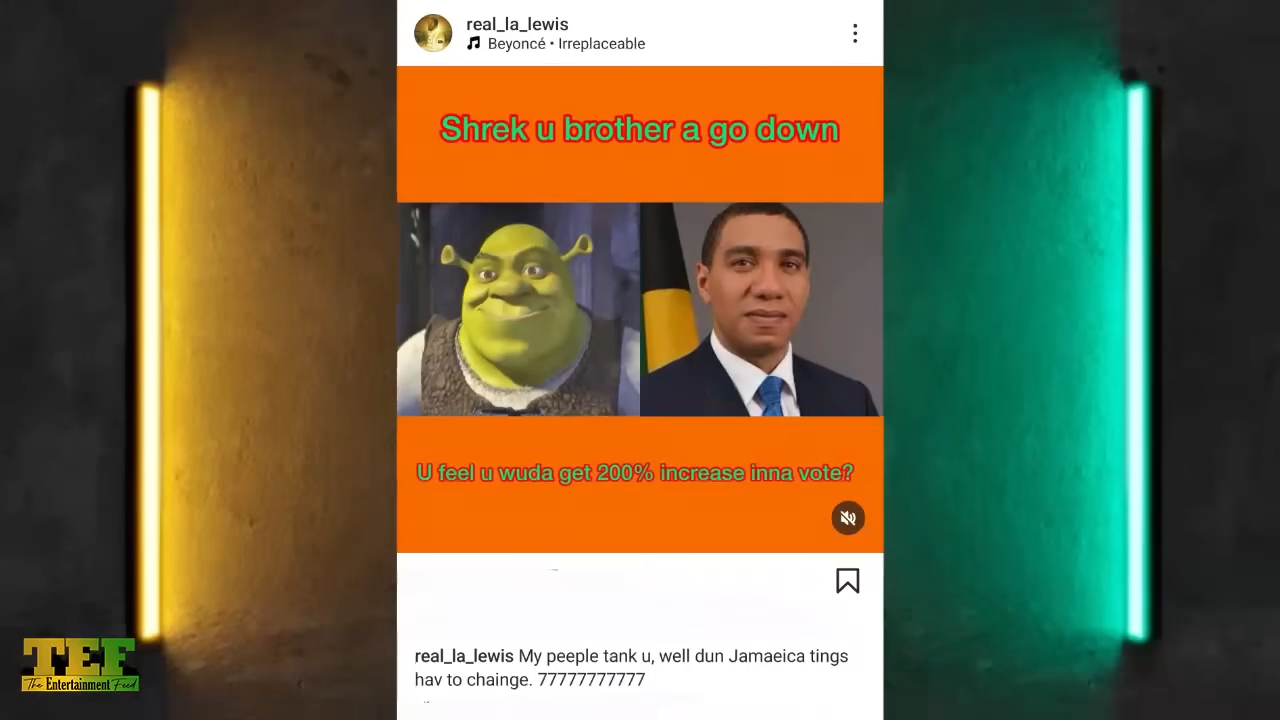 real_la_lewis
Beyoncé • Irreplaceable
Shrek u brother a go down
U feel u wuda get 200% increase inna vote?
real_la_lewis My peeple tank u, well dun Jamaeica tings
hav to chainge. 77777777777
TEF
The Entertainment Feed